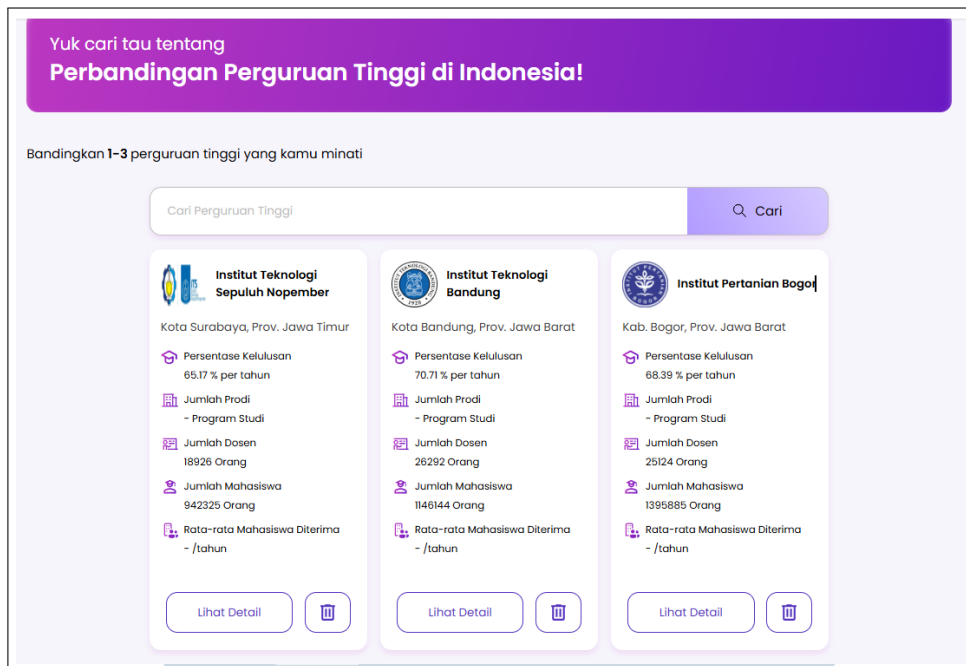 Yuk cari tau tentang
Perbandingan Perguruan Tinggi di Indonesia!
Bandingkan 1-3 perguruan tinggi yang kamu minati
Cari Perguruan Tinggi
Cari
Institut Teknologi
Sepuluh Nopember
Kota Surabaya, Prov. Jawa Timur
Persentase Kelulusan
65.17 % per tahun
Jumlah Prodi
- Program Studi
Jumlah Dosen
18926 Orang
Jumlah Mahasiswa
942325 Orang
Rata-rata Mahasiswa Diterima
- /tahun
Lihat Detail
Institut Teknologi
Bandung
Kota Bandung, Prov. Jawa Barat
Persentase Kelulusan
70.71 % per tahun
Jumlah Prodi
- Program Studi
Jumlah Dosen
26292 Orang
Jumlah Mahasiswa
1146144 Orang
Rata-rata Mahasiswa Diterima
- /tahun
Lihat Detail
Institut Pertanian Bogor
Kab. Bogor, Prov. Jawa Barat
Persentase Kelulusan
68.39 % per tahun
Jumlah Prodi
- Program Studi
Jumlah Dosen
25124 Orang
Jumlah Mahasiswa
1395885 Orang
Rata-rata Mahasiswa Diterima
- /tahun
Lihat Detail